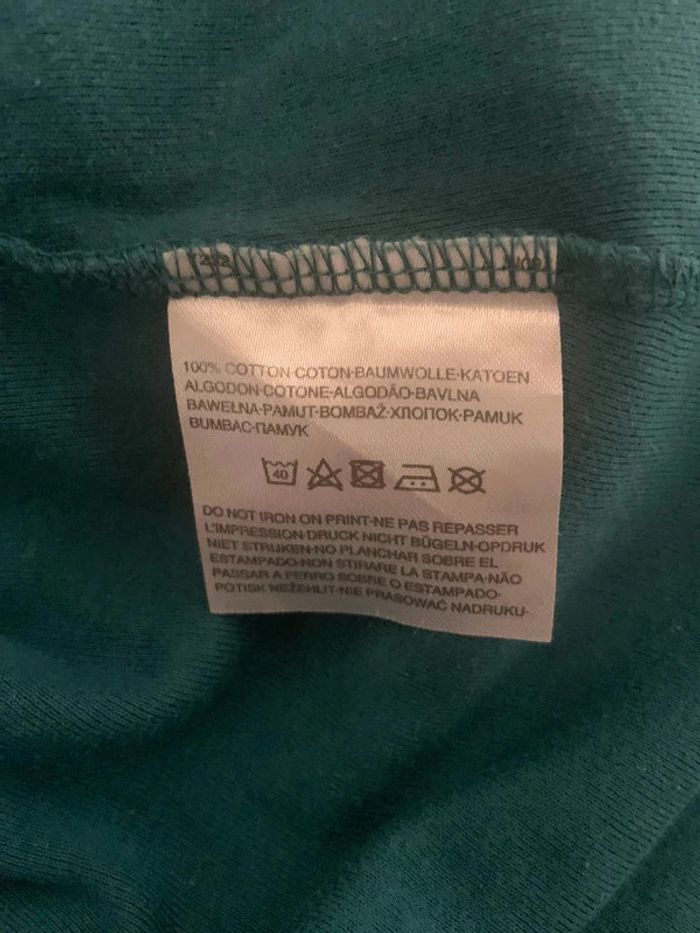 100% COTTON·COTON·BAUMWOLLE·KATOEN
ALGODON·COTONE·ALGODÃO·BAVLNA
BAWEŁNA·PAMUT·BOMBAŽ·ХЛОПОК·PAMUK
BUMBAC·ПАМУК
40
DO NOT IRON ON PRINT·NE PAS REPASSER
L'IMPRESSION·DRUCK NICHT BÜGELN·OPDRUK
NIET STRIJKEN·NO PLANCHAR SOBRE EL
ESTAMPADO·NON STIRARE LA STAMPA·NÃO
PASSAR A FERRO SOBRE O ESTAMPADO·
POTISK NEŽEHLIT·NIE PRASOWAĆ NADRUKU·